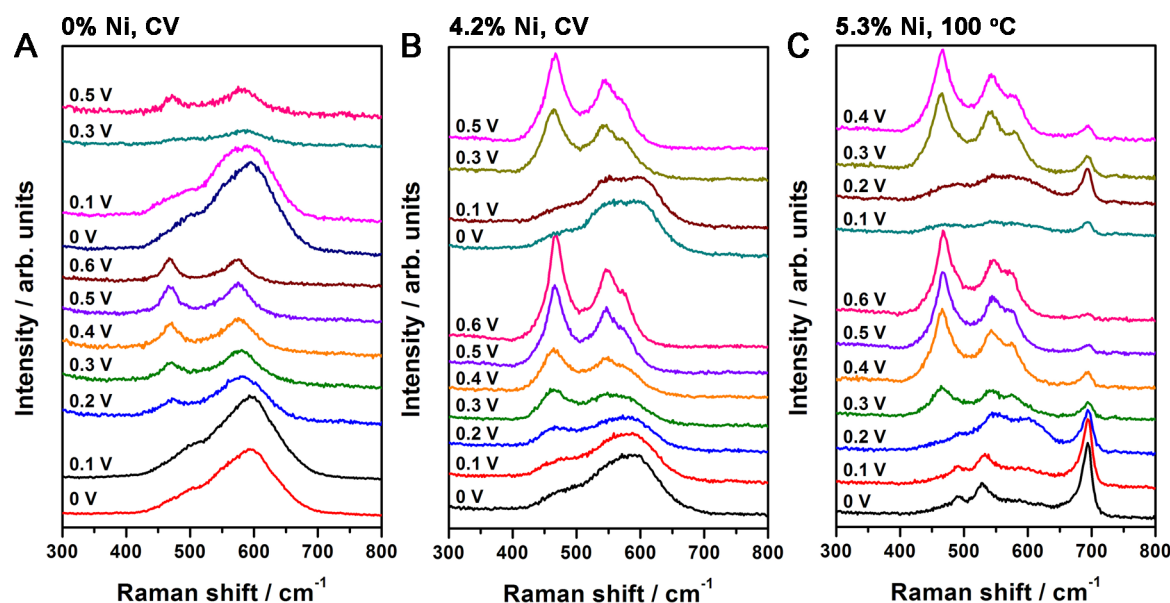 A
0% Ni, CV
0.5 V
0.3 V
0.1 V
0 V
0.6 V
0.5 V
0.4 V
0.3 V
0.2 V
0.1 V
0 V
Intensity / arb. units
300 400 500 600 700 800
Raman shift / cm⁻¹
B
4.2% Ni, CV
0.5 V
0.3 V
0.1 V
0 V
0.6 V
0.5 V
0.4 V
0.3 V
0.2 V
0.1 V
0 V
Intensity / arb. units
300 400 500 600 700 800
Raman shift / cm⁻¹
C
5.3% Ni, 100 ºC
0.4 V
0.3 V
0.2 V
0.1 V
0.6 V
0.5 V
0.4 V
0.3 V
0.2 V
0.1 V
0 V
Intensity / arb. units
300 400 500 600 700 800
Raman shift / cm⁻¹